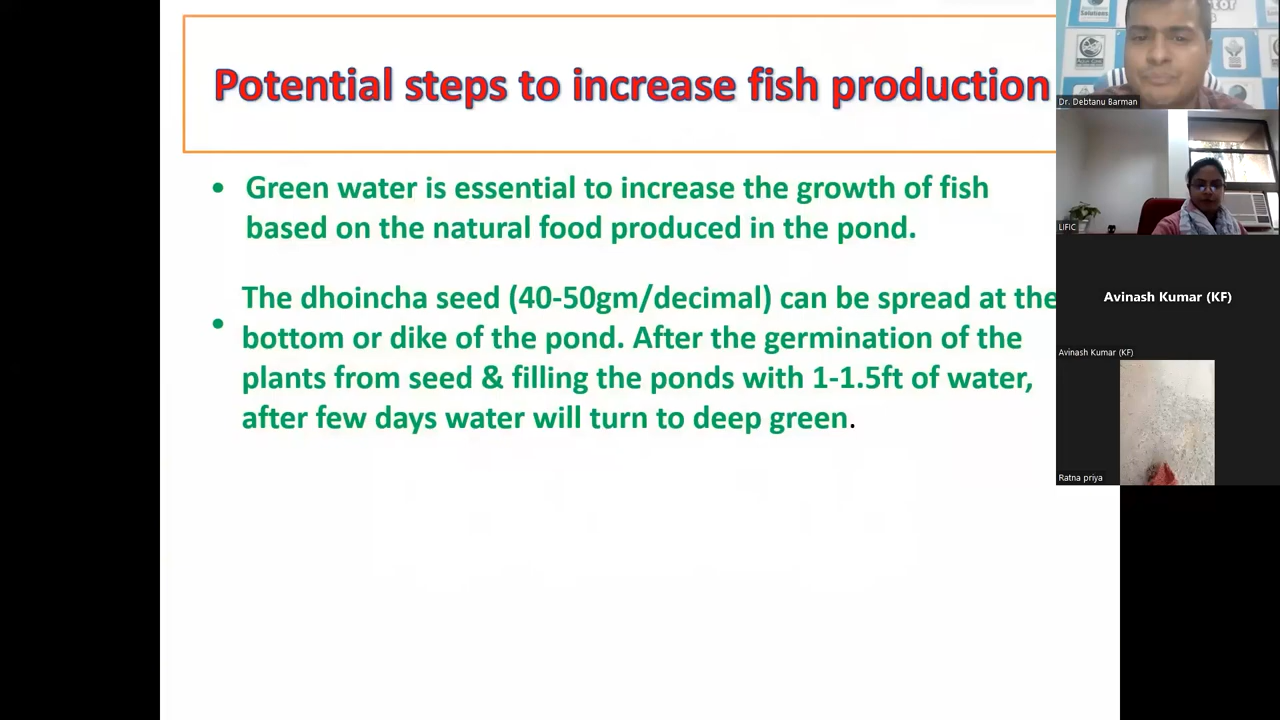 Potential steps to increase fish production
• Green water is essential to increase the growth of fish
based on the natural food produced in the pond.
• The dhoincha seed (40-50gm/decimal) can be spread at the
bottom or dike of the pond. After the germination of the
plants from seed & filling the ponds with 1-1.5ft of water,
after few days water will turn to deep green.
Solutions
Dr. Debtanu Barman
LIFIC
Avinash Kumar (KF)
Avinash Kumar (KF)
Ratna priya